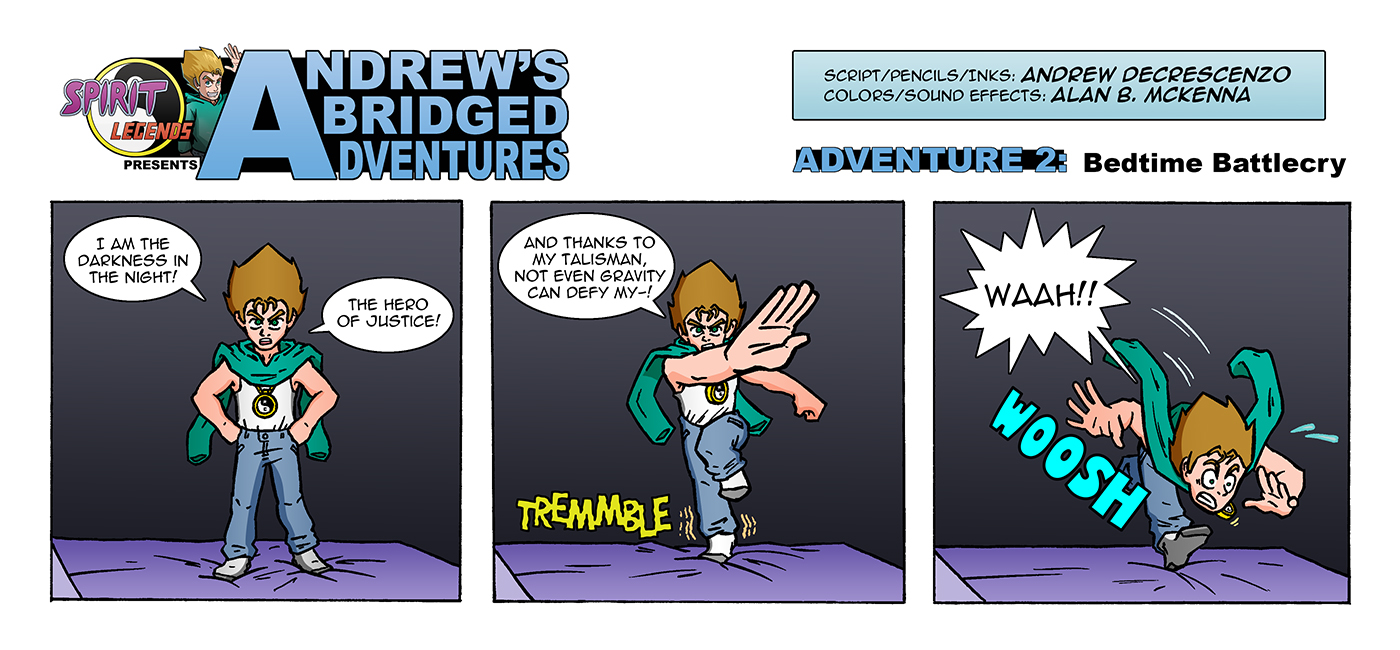 SPIRIT
LEGENDS
PRESENTS
ANDREW'S
ABRIDGED
ADVENTURES
SCRIPT/PENCILS/INKS: ANDREW DECRESCENZO
COLORS/SOUND EFFECTS: ALAN B. MCKENNA
ADVENTURE 2: Bedtime Battlecry
I AM THE
DARKNESS IN
THE NIGHT!
THE HERO
OF JUSTICE!
AND THANKS TO
MY TALISMAN,
NOT EVEN GRAVITY
CAN DEFY MY-!
TREMMBLE
WAAH!!
WOOSH